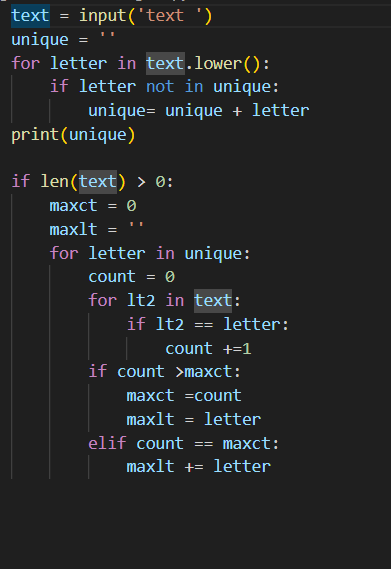 text = input('text ')
unique = ''
for letter in text.lower():
    if letter not in unique:
        unique= unique + letter
print(unique)

if len(text) > 0:
    maxct = 0
    maxlt = ''
    for letter in unique:
        count = 0
        for lt2 in text:
            if lt2 == letter:
                count +=1
        if count >maxct:
            maxct =count
            maxlt = letter
        elif count == maxct:
            maxlt += letter